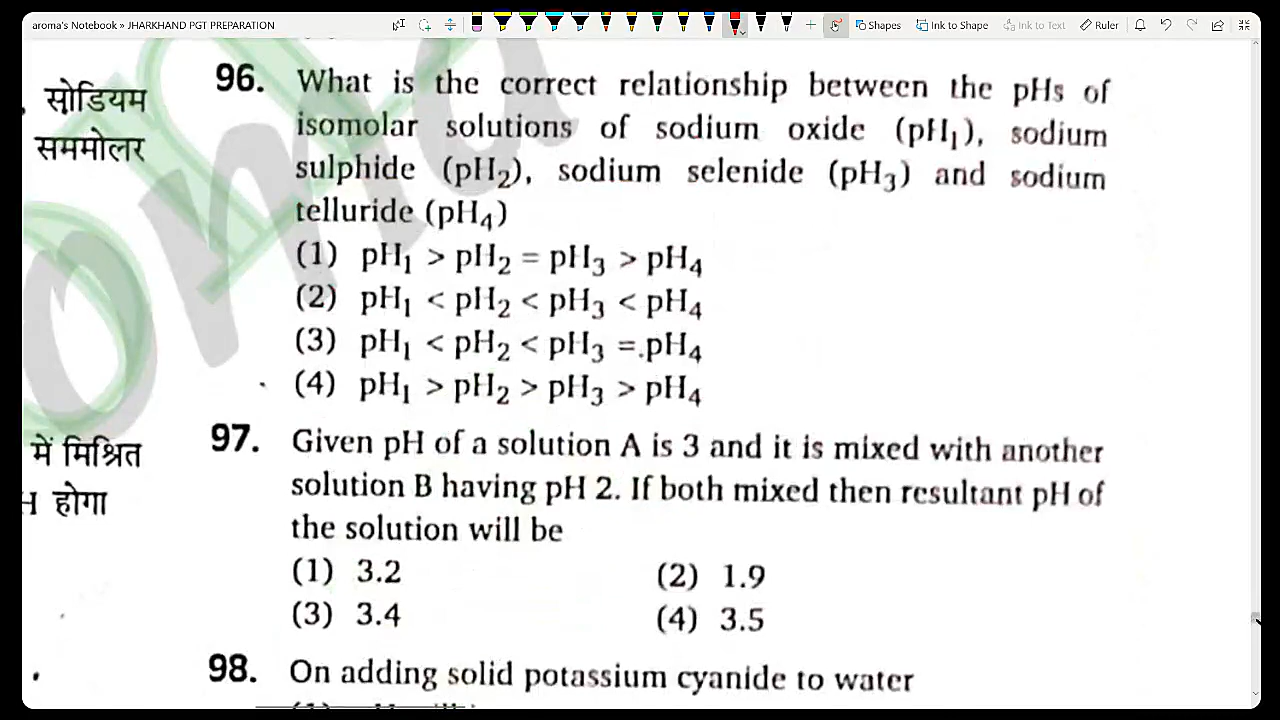 aroma's Notebook » JHARKHAND PGT PREPARATION
Shapes
Ink to Shape
Ink to Text
Ruler
सोडियम
सममोलर
96. What is the correct relationship between the pHs of
isomolar solutions of sodium oxide (pH₁), sodium
sulphide (pH₂), sodium selenide (pH₃) and sodium
telluride (pH₄)
(1) pH₁ > pH₂ = pH₃ > pH₄
(2) pH₁ < pH₂ < pH₃ < pH₄
(3) pH₁ < pH₂ < pH₃ = pH₄
(4) pH₁ > pH₂ > pH₃ > pH₄
में मिश्रित
H होगा
97. Given pH of a solution A is 3 and it is mixed with another
solution B having pH 2. If both mixed then resultant pH of
the solution will be
(1) 3.2
(2) 1.9
(3) 3.4
(4) 3.5
98. On adding solid potassium cyanide to water